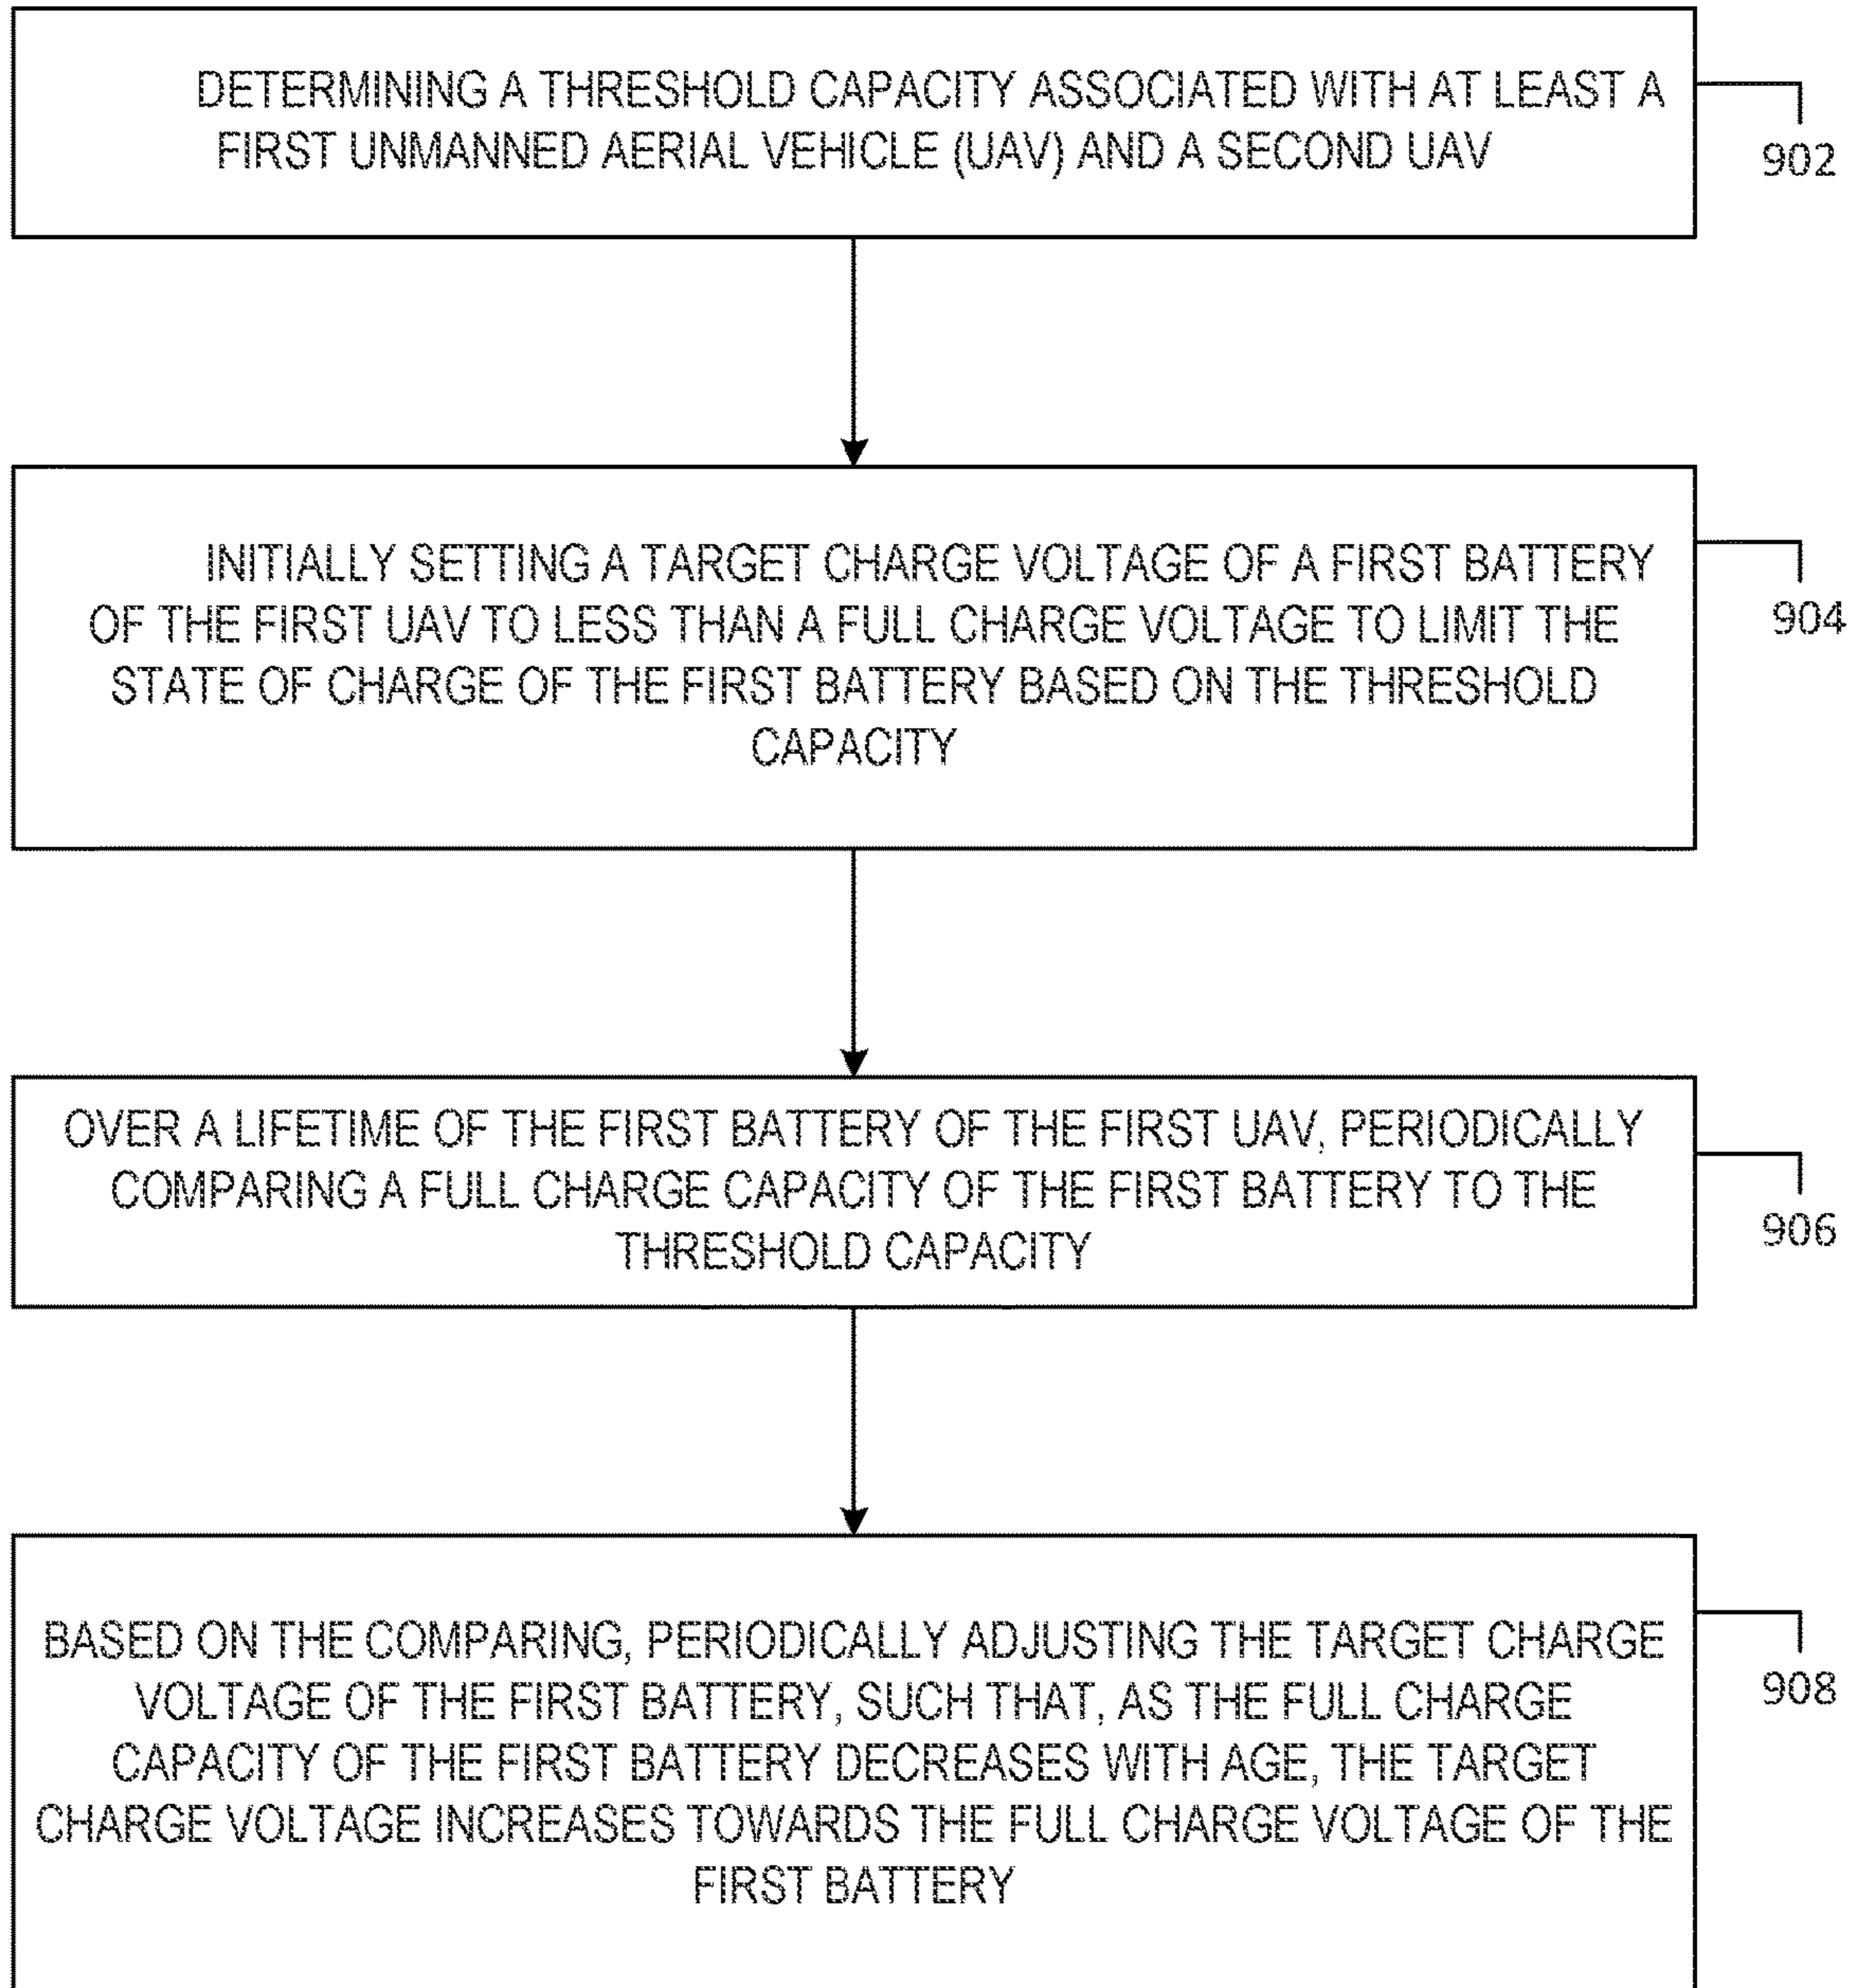 DETERMINING A THRESHOLD CAPACITY ASSOCIATED WITH AT LEAST A
FIRST UNMANNED AERIAL VEHICLE (UAV) AND A SECOND UAV
902
INITIALLY SETTING A TARGET CHARGE VOLTAGE OF A FIRST BATTERY
OF THE FIRST UAV TO LESS THAN A FULL CHARGE VOLTAGE TO LIMIT THE
STATE OF CHARGE OF THE FIRST BATTERY BASED ON THE THRESHOLD
CAPACITY
904
OVER A LIFETIME OF THE FIRST BATTERY OF THE FIRST UAV, PERIODICALLY
COMPARING A FULL CHARGE CAPACITY OF THE FIRST BATTERY TO THE
THRESHOLD CAPACITY
906
BASED ON THE COMPARING, PERIODICALLY ADJUSTING THE TARGET CHARGE
VOLTAGE OF THE FIRST BATTERY, SUCH THAT, AS THE FULL CHARGE
CAPACITY OF THE FIRST BATTERY DECREASES WITH AGE, THE TARGET
CHARGE VOLTAGE INCREASES TOWARDS THE FULL CHARGE VOLTAGE OF THE
FIRST BATTERY
908